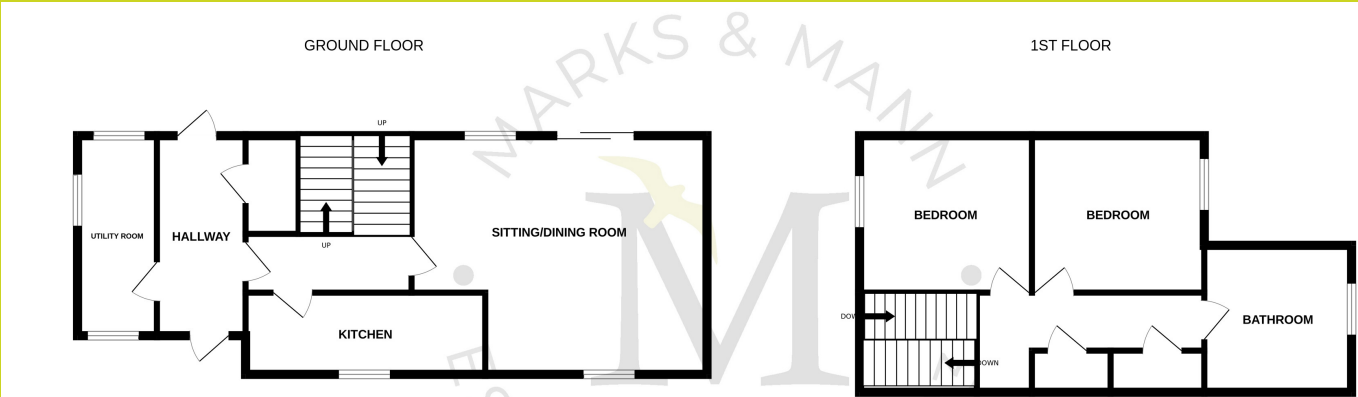 MARKS & MANN
GROUND FLOOR
1ST FLOOR
UP
UTILITY ROOM
HALLWAY
UP
SITTING/DINING ROOM
KITCHEN
BEDROOM
BEDROOM
DOWN
DOWN
BATHROOM
M